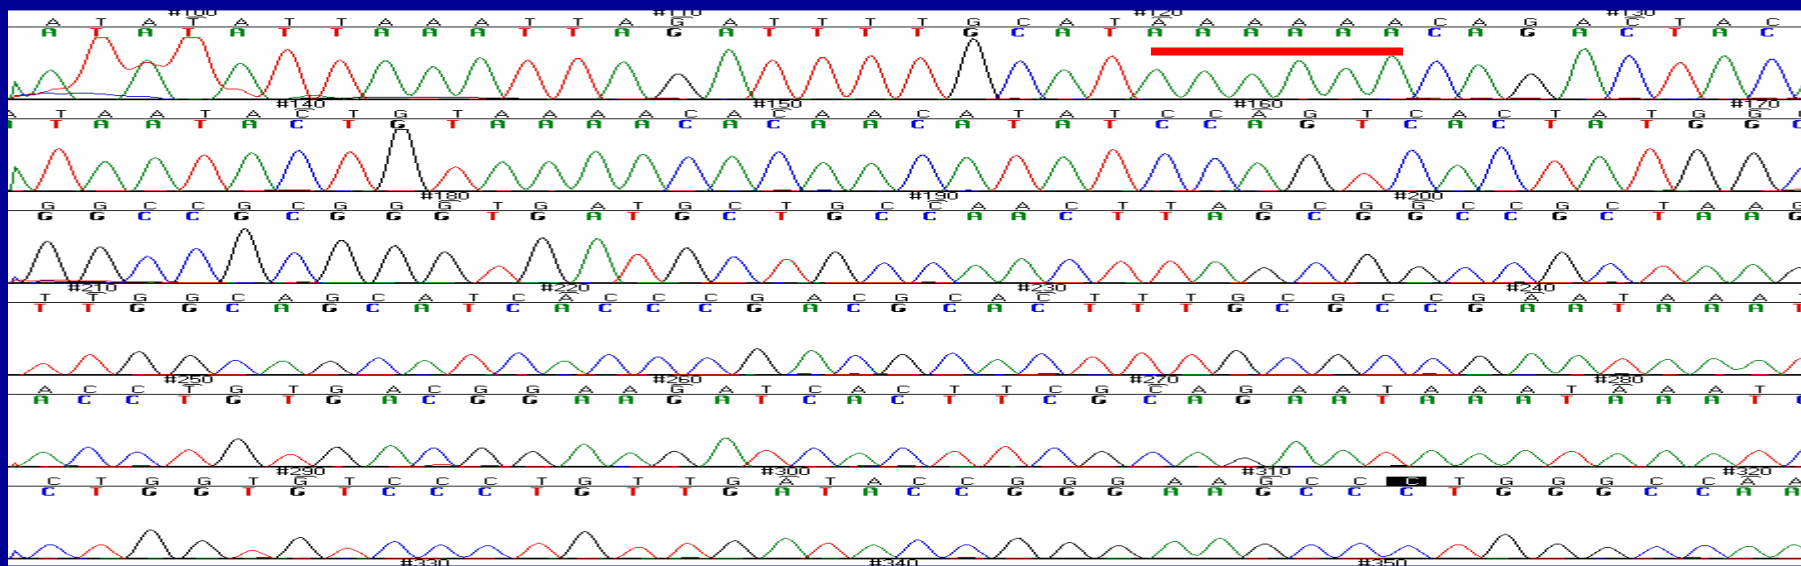 #100 #110 #120 #130
A T A T A T T A A A T T A G A T T T T G C A T A A A A A A C A G A C T A C
A T A T A T T A A A T T A G A T T T T G C A T A A A A A A C A G A C T A C
#140 #150 #160 #170
A T A A T A C T G T A A A A C A C A A C A T A T C C A G T C A C T A T G G C
A T A A T A C T G T A A A A C A C A A C A T A T C C A G T C A C T A T G G C
#180 #190 #200
G G C C G C G G G T G A T G C T G C C A A C T T A G C G G C C G C T A A G
G G C C G C G G G T G A T G C T G C C A A C T T A G C G G C C G C T A A G
#210 #220 #230 #240
T T G G C A G C A T C A C C C G A C G C A C T T T G C G C C G A A T A A A
T T G G C A G C A T C A C C C G A C G C A C T T T G C G C C G A A T A A A T
#250 #260 #270 #280
A C C T G T G A C G G A A G A T C A C T T C G C A G A A T A A A T A A A T
A C C T G T G A C G G A A G A T C A C T T C G C A G A A T A A A T A A A T C
#290 #300 #310 #320
C T G G T G T C C C T G T T G A T A C C G G G A A G C C C T G G G C C A A
C T G G T G T C C C T G T T G A T A C C G G G A A G C C C T G G G C C A A
#330 #340 #350